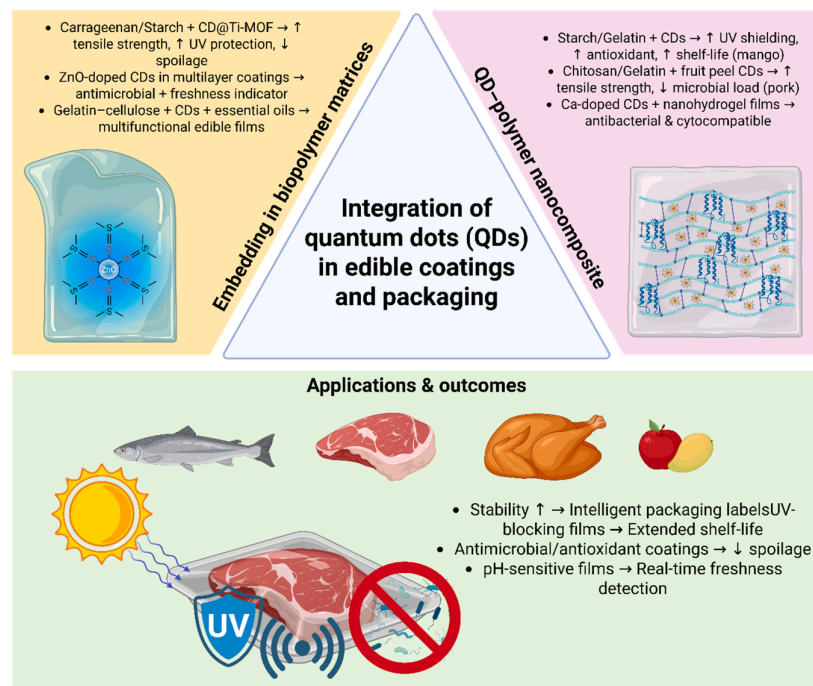 • Carrageenan/Starch + CD@Ti-MOF → ↑
tensile strength, ↑ UV protection, ↓
spoilage
• ZnO-doped CDs in multilayer coatings →
antimicrobial + freshness indicator
• Gelatin–cellulose + CDs + essential oils →
multifunctional edible films
Embedding in biopolymer matrices
S
S
S
O
O
O
ZnO
O
O
O
S
S
S
Integration of
quantum dots (QDs)
in edible coatings
and packaging
QD–polymer nanocomposite
• Starch/Gelatin + CDs → ↑ UV shielding,
↑ antioxidant, ↑ shelf-life (mango)
• Chitosan/Gelatin + fruit peel CDs → ↑
tensile strength, ↓ microbial load (pork)
• Ca-doped CDs + nanohydrogel films →
antibacterial & cytocompatible
Applications & outcomes
• Stability ↑ → Intelligent packaging labelsUV-
blocking films → Extended shelf-life
• Antimicrobial/antioxidant coatings → ↓ spoilage
• pH-sensitive films → Real-time freshness
detection
UV